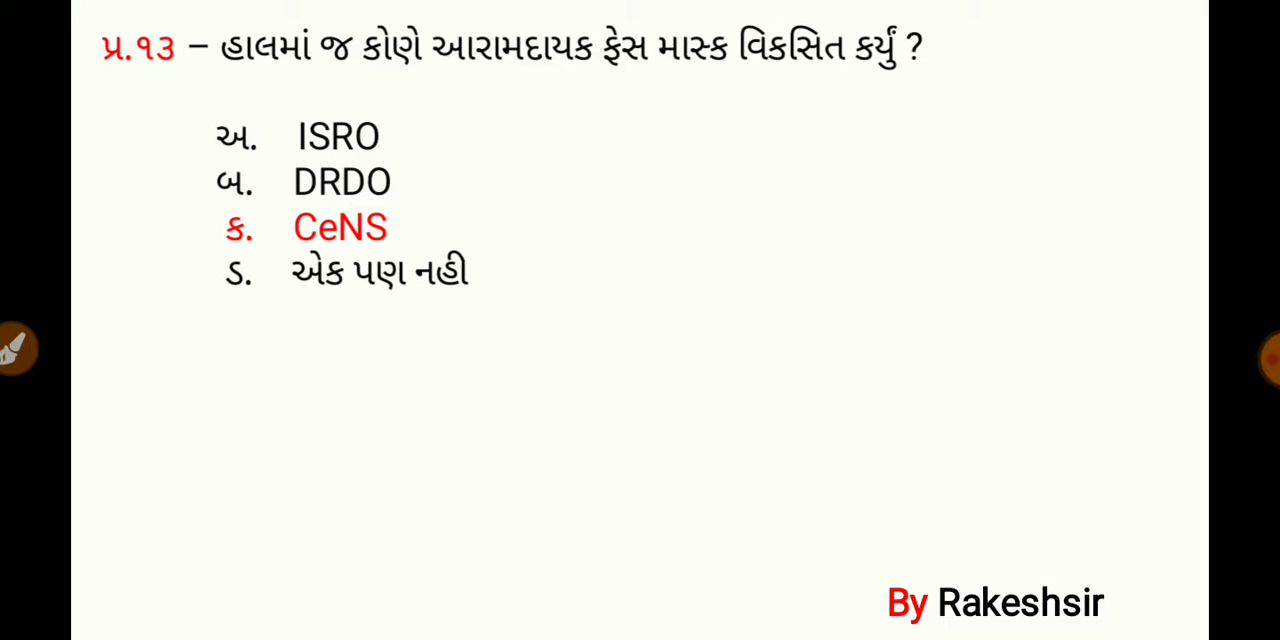 પ્ર.૧૩ – હાલમાં જ કોણે આરામદાયક ફેસ માસ્ક વિકસિત કર્યું ?
અ. ISRO
બ. DRDO
ક. CeNS
ડ. એક પણ નહી
By Rakeshsir